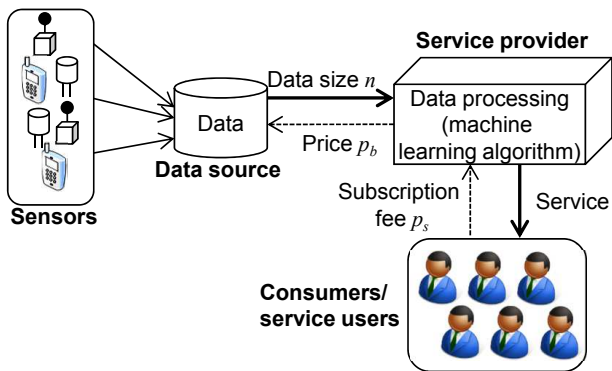 Service provider
Data size n
Data
Data source
Price p_b
Data processing
(machine
learning algorithm)
Sensors
Subscription
fee p_s
Service
Consumers/
service users